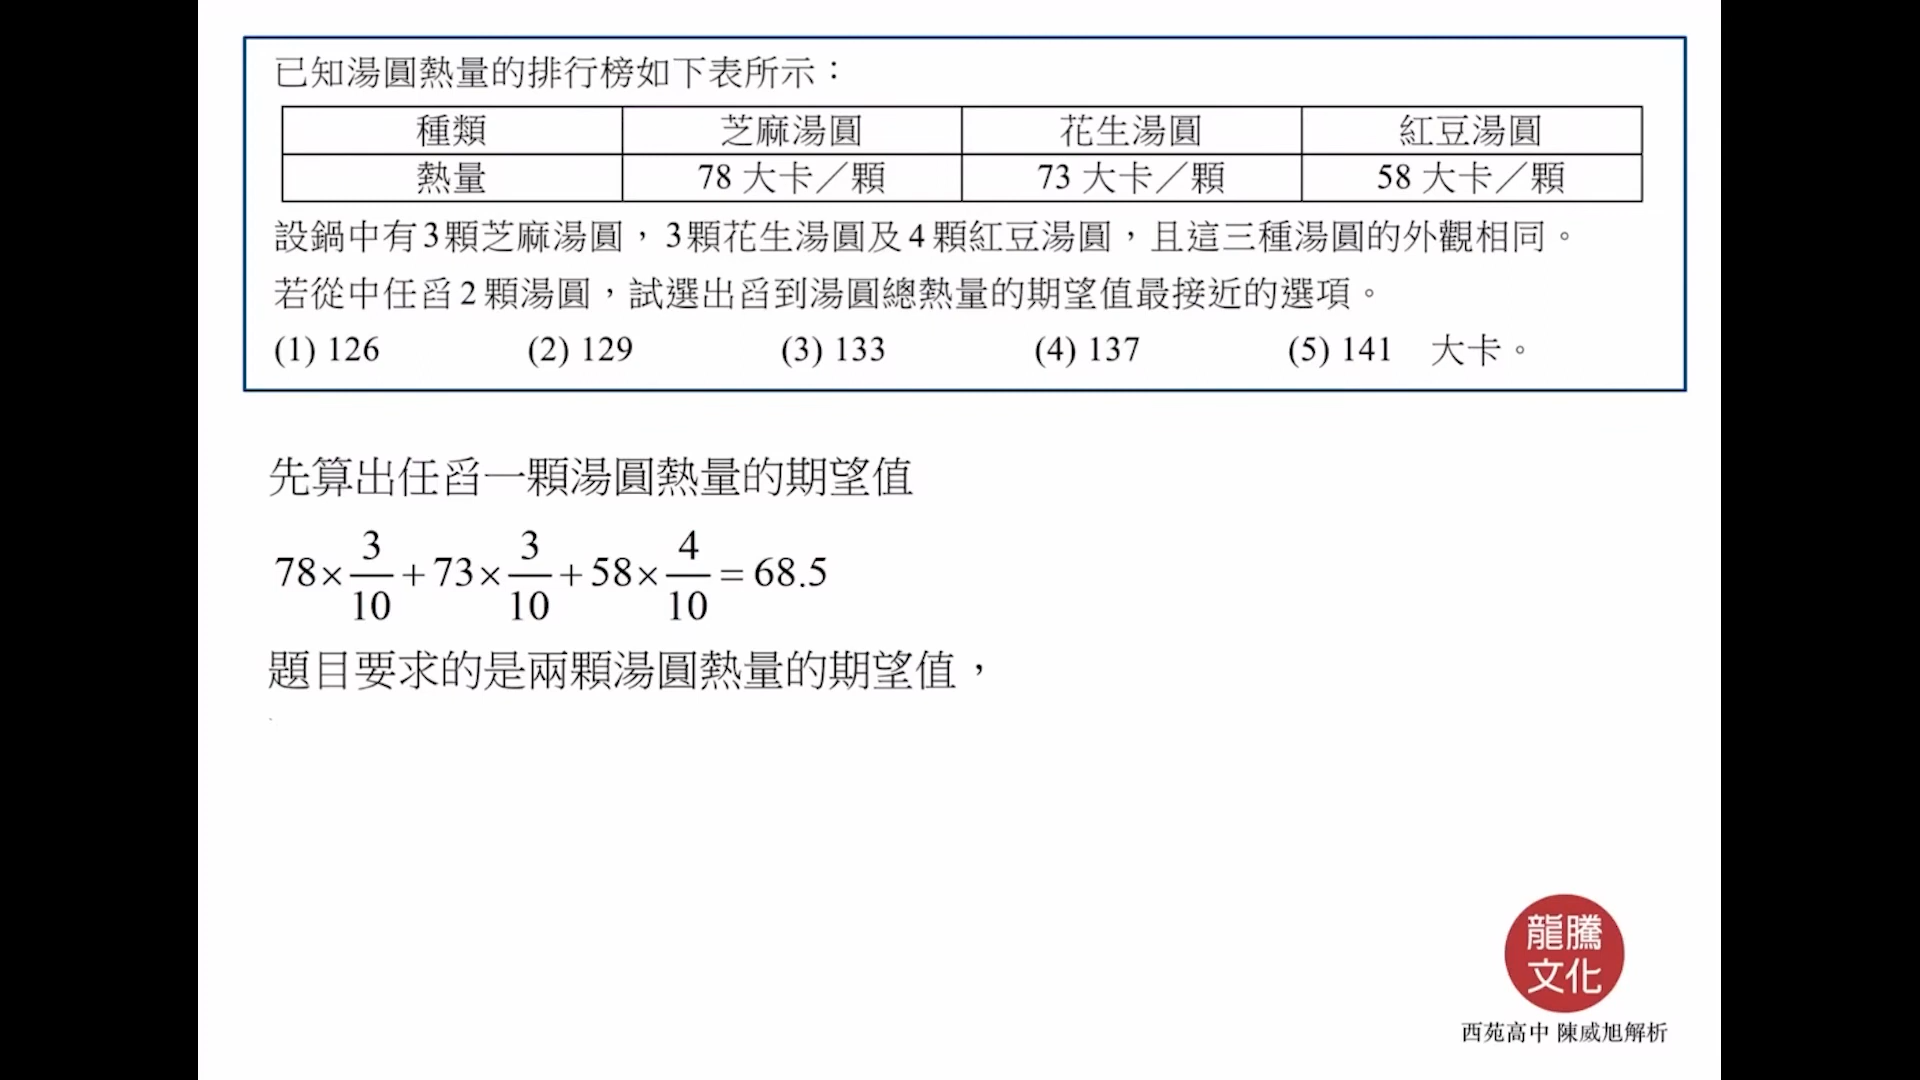 已知湯圓熱量的排行榜如下表所示：
種類 芝麻湯圓 花生湯圓 紅豆湯圓
熱量 78 大卡／顆 73 大卡／顆 58 大卡／顆
設鍋中有3顆芝麻湯圓，3顆花生湯圓及4顆紅豆湯圓，且這三種湯圓的外觀相同。
若從中任舀2顆湯圓，試選出舀到湯圓總熱量的期望值最接近的選項。
(1) 126 (2) 129 (3) 133 (4) 137 (5) 141 大卡。
先算出任舀一顆湯圓熱量的期望值
78×3/10+73×3/10+58×4/10=68.5
題目要求的是兩顆湯圓熱量的期望值，
龍騰
文化
西苑高中 陳威旭解析